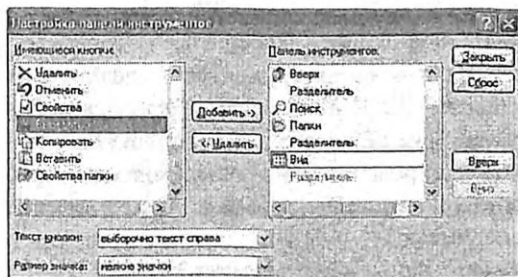 Настройка панели инструментов
Имеющиеся кнопки:
Удалить
Отменить
Свойства
Копировать
Вставить
Свойства папки
Добавить ->
<- Удалить
Панель инструментов:
Вверх
Разделитель
Поиск
Папки
Разделитель
Вид
Разделитель
Закрыть
Сброс
Вверх
Вниз
Текст кнопки: выборочно текст справа
Размер значка: мелкие значки